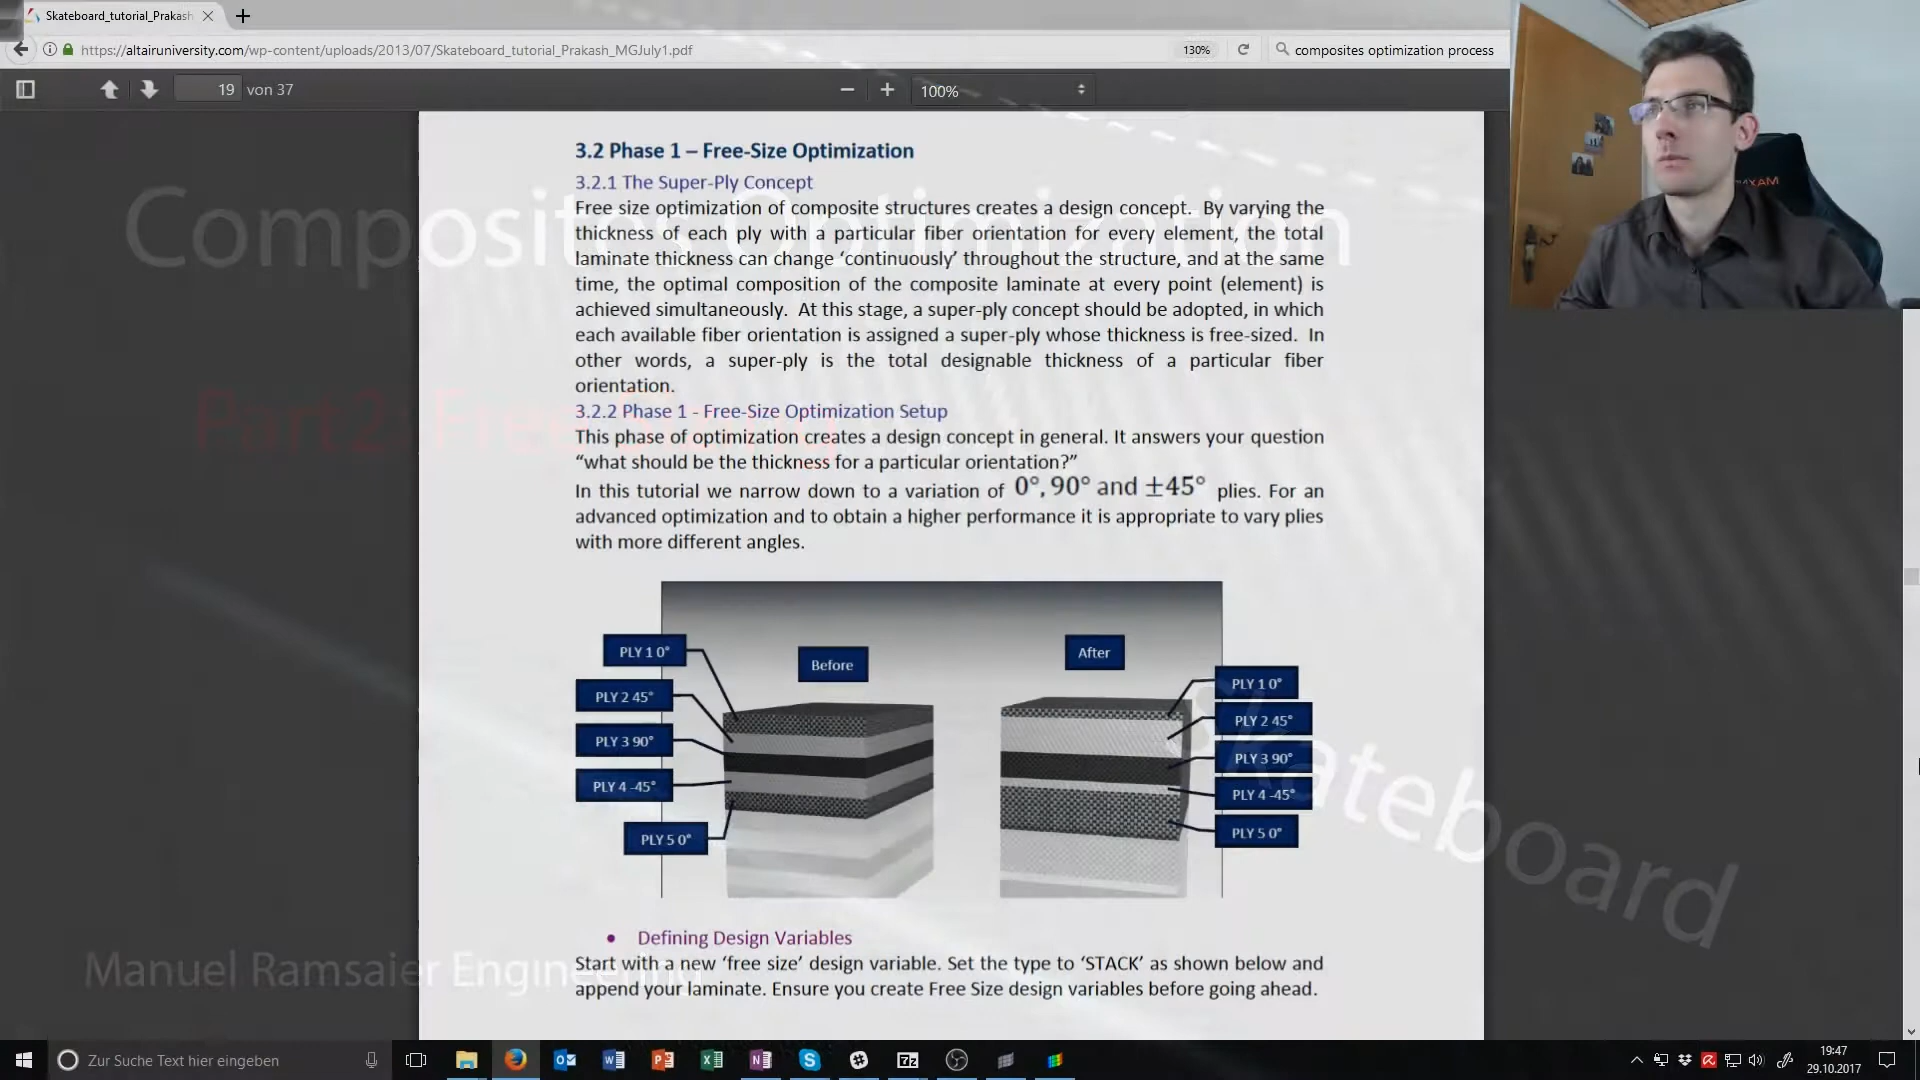 Skateboard_tutorial_Prakash
https://altairuniversity.com/wp-content/uploads/2013/07/Skateboard_tutorial_Prakash_MGJuly1.pdf
130%
composites optimization process
19 von 37
100%
3.2 Phase 1 – Free-Size Optimization
3.2.1 The Super-Ply Concept
Free size optimization of composite structures creates a design concept. By varying the
thickness of each ply with a particular fiber orientation for every element, the total
laminate thickness can change ‘continuously’ throughout the structure, and at the same
time, the optimal composition of the composite laminate at every point (element) is
achieved simultaneously. At this stage, a super-ply concept should be adopted, in which
each available fiber orientation is assigned a super-ply whose thickness is free-sized. In
other words, a super-ply is the total designable thickness of a particular fiber
orientation.
3.2.2 Phase 1 - Free-Size Optimization Setup
This phase of optimization creates a design concept in general. It answers your question
“what should be the thickness for a particular orientation?”
In this tutorial we narrow down to a variation of 0°, 90° and ±45° plies. For an
advanced optimization and to obtain a higher performance it is appropriate to vary plies
with more different angles.
Before
After
PLY 1 0°
PLY 2 45°
PLY 3 90°
PLY 4 -45°
PLY 5 0°
PLY 1 0°
PLY 2 45°
PLY 3 90°
PLY 4 -45°
PLY 5 0°
• Defining Design Variables
Start with a new ‘free size’ design variable. Set the type to ‘STACK’ as shown below and
append your laminate. Ensure you create Free Size design variables before going ahead.
Composites Optimization
Part2: Free
Skateboard
Manuel Ramsaier Engineering
Zur Suche Text hier eingeben
19:47
29.10.2017